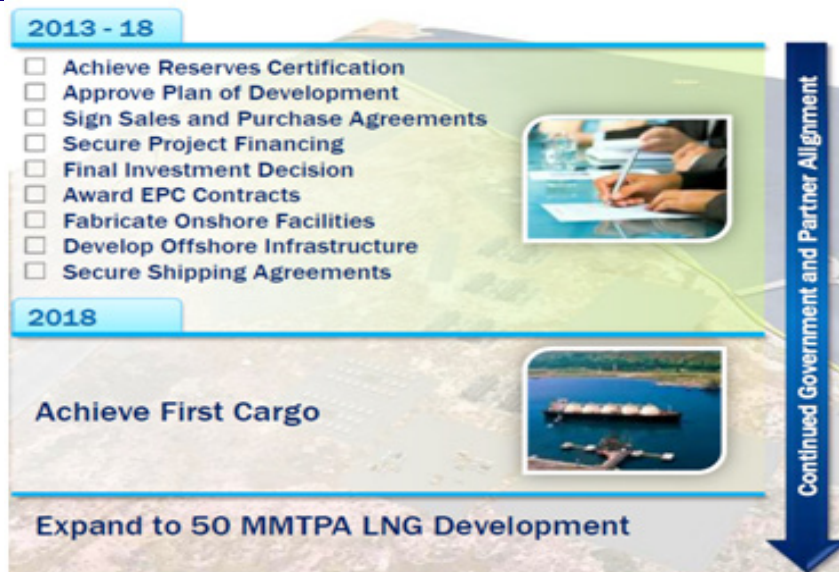 2013 - 18
Achieve Reserves Certification
Approve Plan of Development
Sign Sales and Purchase Agreements
Secure Project Financing
Final Investment Decision
Award EPC Contracts
Fabricate Onshore Facilities
Develop Offshore Infrastructure
Secure Shipping Agreements
2018
Achieve First Cargo
Expand to 50 MMTPA LNG Development
Continued Government and Partner Alignment